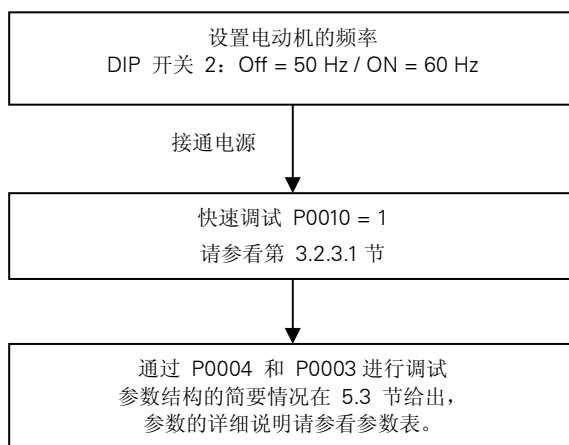 设置电动机的频率
DIP 开关 2：Off = 50 Hz / ON = 60 Hz
接通电源
快速调试 P0010 = 1
请参看第 3.2.3.1 节
通过 P0004 和 P0003 进行调试
参数结构的简要情况在 5.3 节给出，
参数的详细说明请参看参数表。